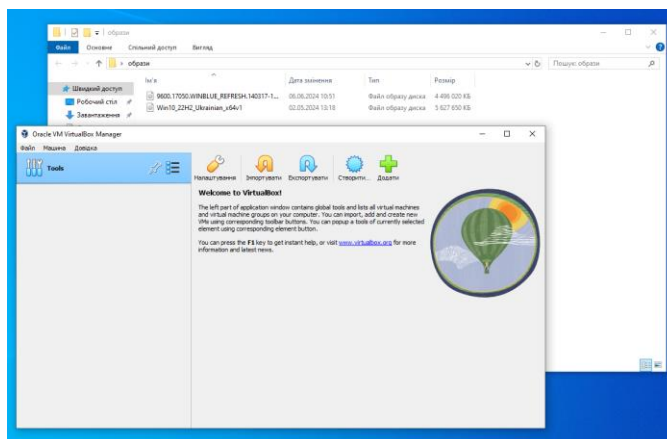 образи
Файл Основне Спільний доступ Вигляд
образи
Пошук: образи
Ім'я Дата змінення Тип Розмір
Швидкий доступ
9600.17050.WINBLUE_REFRESH.140317-1... 06.06.2024 10:51 Файл образу диска 4 496 020 КБ
Робочий стіл
Win10_22H2_Ukrainian_x64v1 02.05.2024 13:18 Файл образу диска 5 627 650 КБ
Завантаження
Oracle VM VirtualBox Manager
Файл Машина Довідка
Tools
Налаштування Імпортувати Експортувати Створити... Додати
Welcome to VirtualBox!
The left part of application window contains global tools and lists all virtual machines
and virtual machine groups on your computer. You can import, add and create new
VMs using corresponding toolbar buttons. You can popup a tools of currently selected
element using corresponding element button.
You can press the F1 key to get instant help, or visit www.virtualbox.org for more
information and latest news.